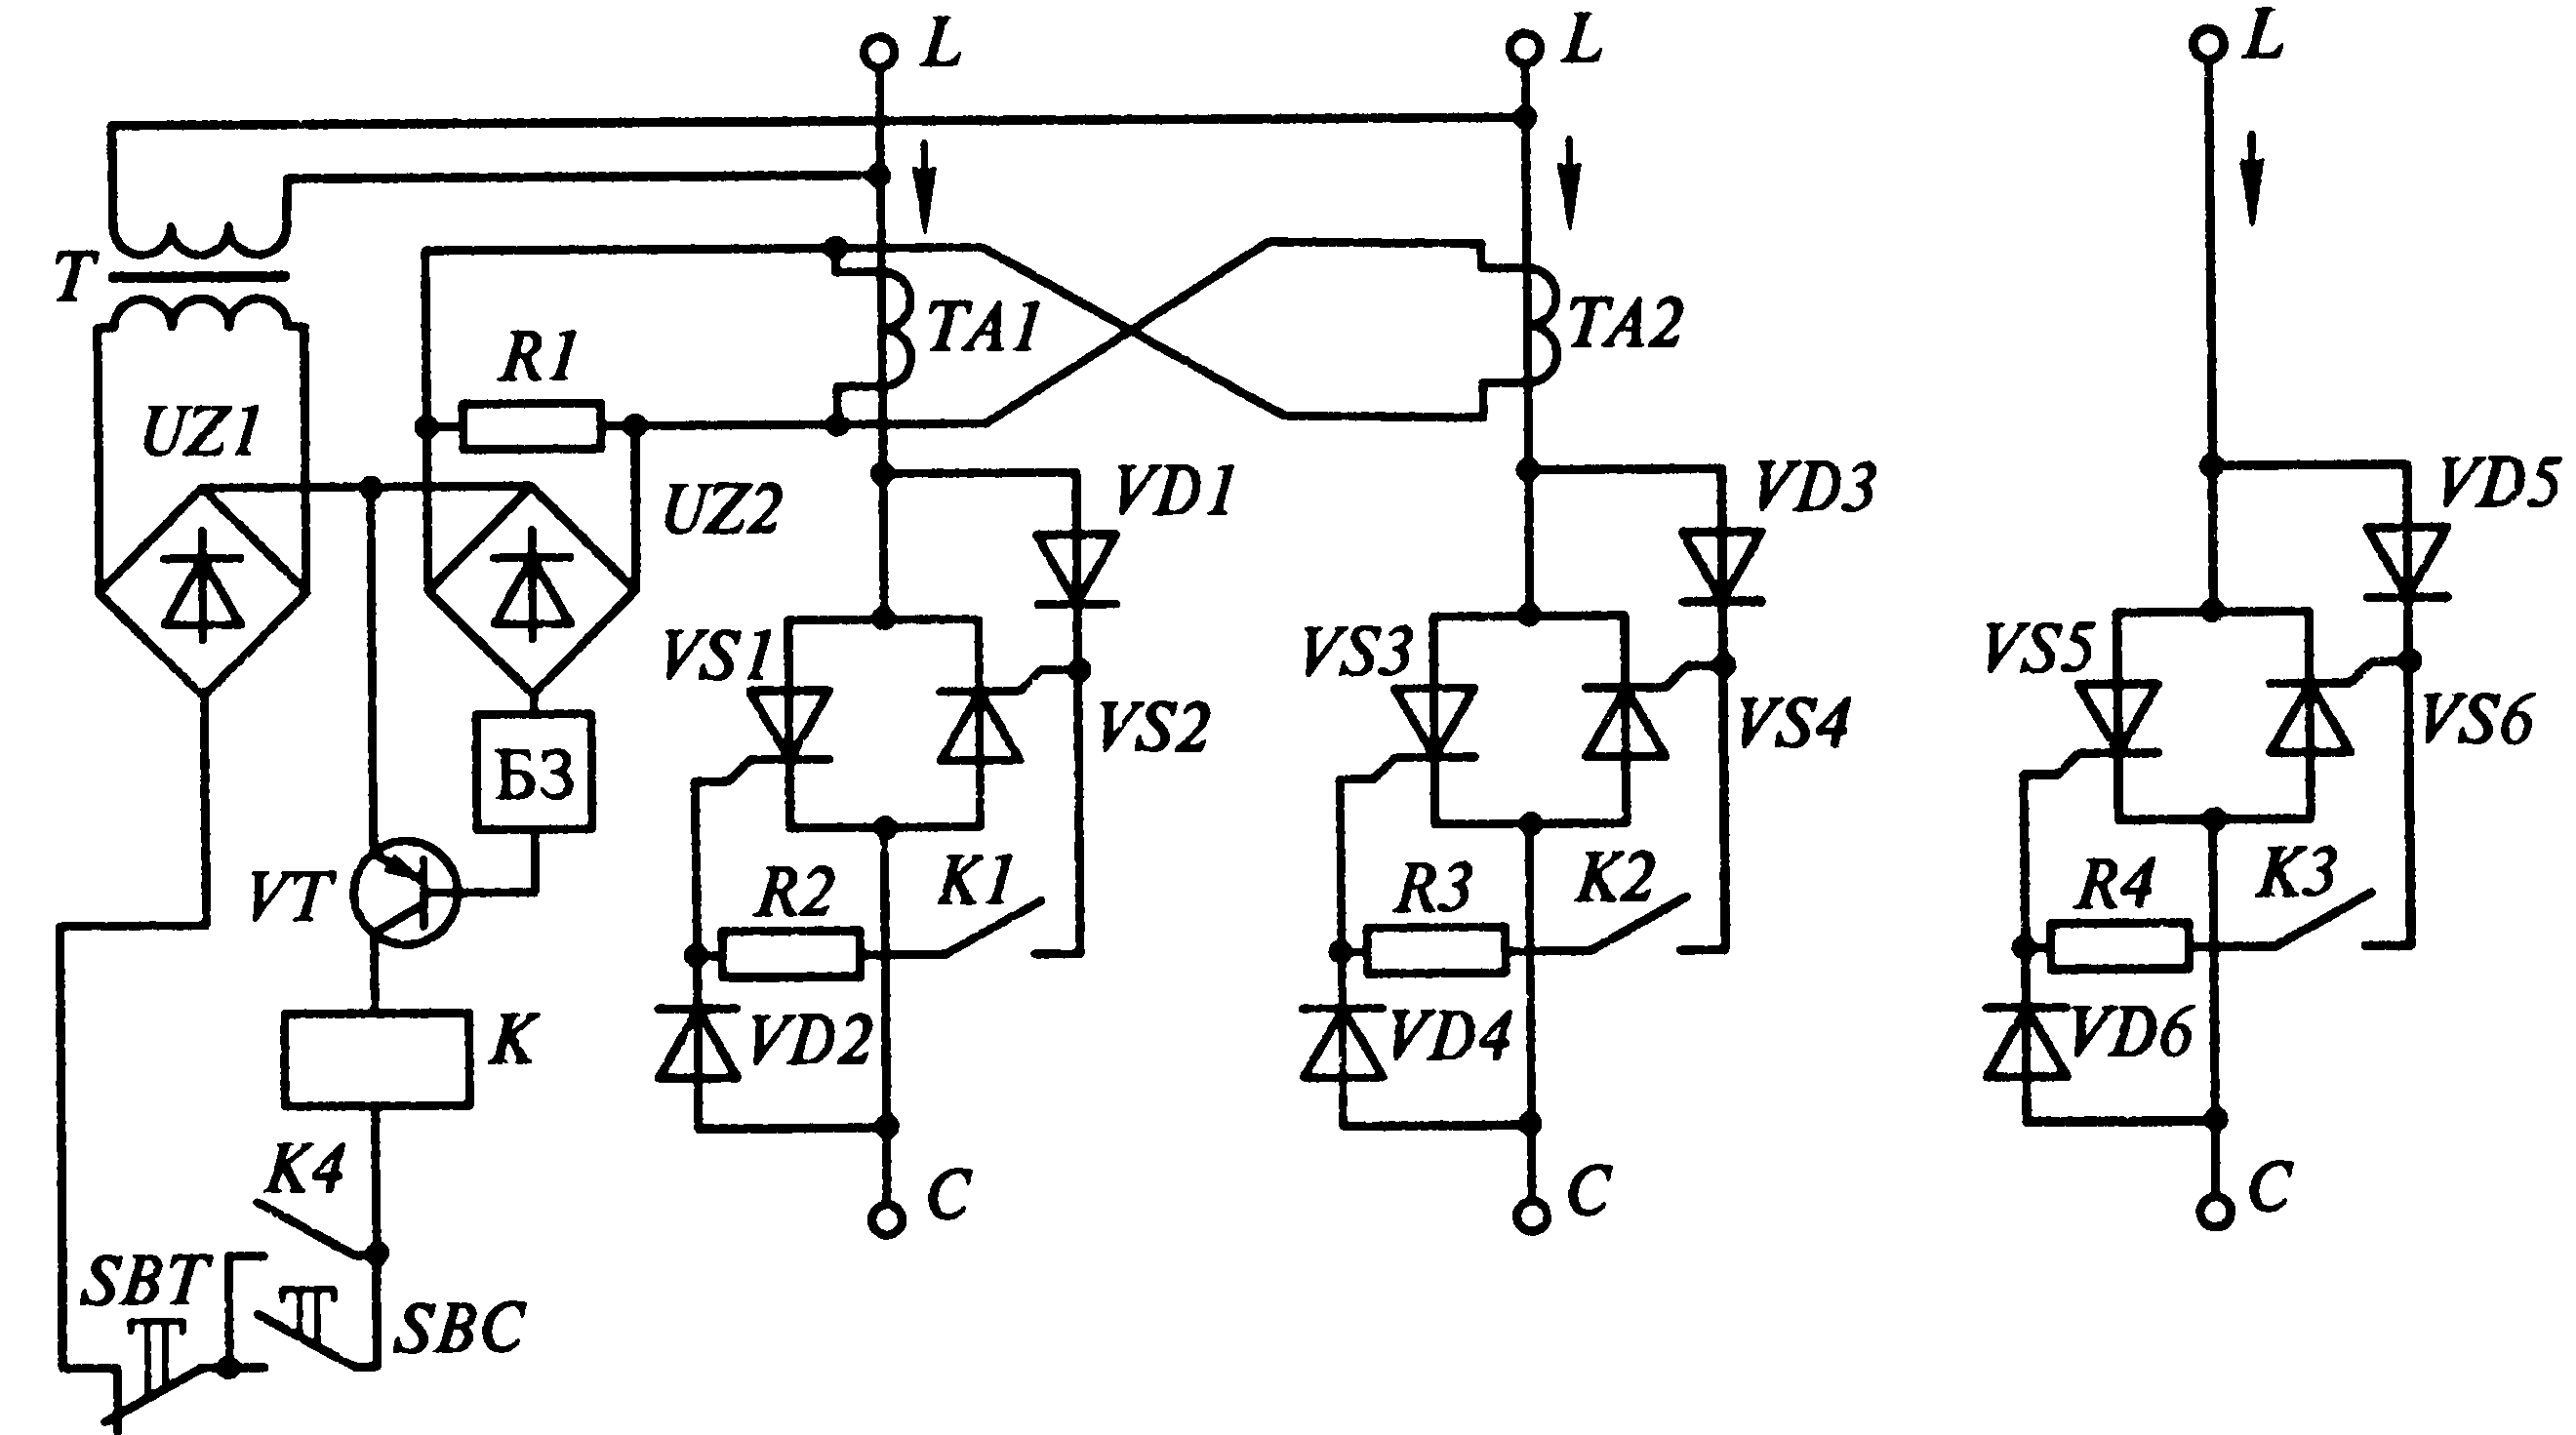 L
L
L
T
TA1
TA2
R1
UZ1
VD1
VD3
VD5
UZ2
VS1
VS3
VS5
VS2
VS4
VS6
БЗ
VT
R2
K1
R3
K2
R4
K3
K
VD2
VD4
VD6
K4
C
C
C
SBT
SBC